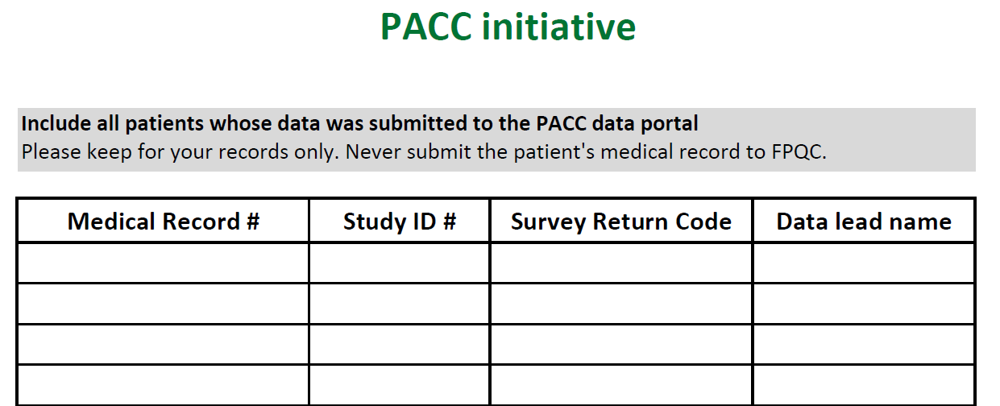 PACC initiative
Include all patients whose data was submitted to the PACC data portal
Please keep for your records only. Never submit the patient's medical record to FPQC.
Medical Record # Study ID # Survey Return Code Data lead name